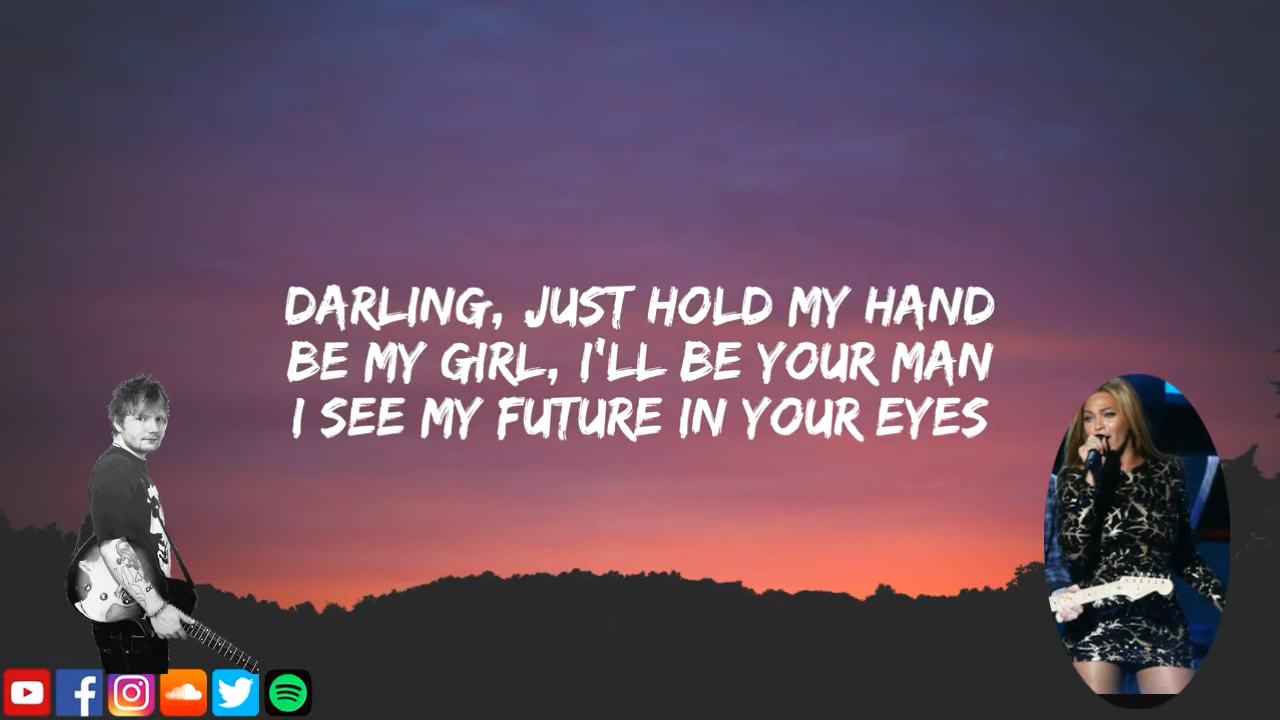 DARLING, JUST HOLD MY HAND
BE MY GIRL, I'LL BE YOUR MAN
I SEE MY FUTURE IN YOUR EYES